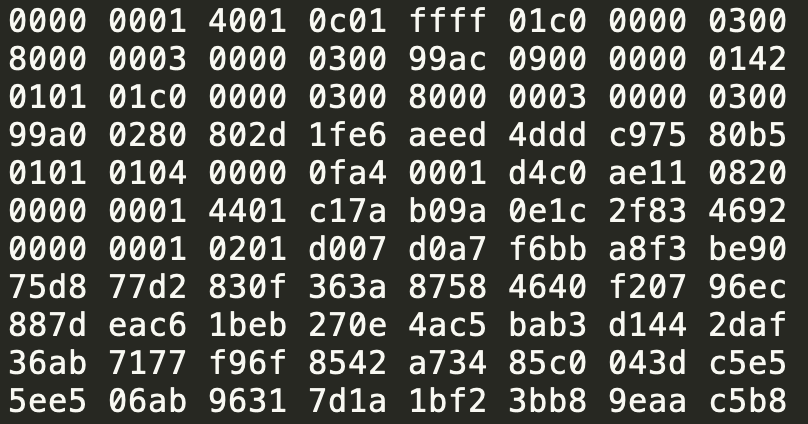 0000 0001 4001 0c01 ffff 01c0 0000 0300
8000 0003 0000 0300 99ac 0900 0000 0142
0101 01c0 0000 0300 8000 0003 0000 0300
99a0 0280 802d 1fe6 aeed 4ddd c975 80b5
0101 0104 0000 0fa4 0001 d4c0 ae11 0820
0000 0001 4401 c17a b09a 0e1c 2f83 4692
0000 0001 0201 d007 d0a7 f6bb a8f3 be90
75d8 77d2 830f 363a 8758 4640 f207 96ec
887d eac6 1beb 270e 4ac5 bab3 d144 2daf
36ab 7177 f96f 8542 a734 85c0 043d c5e5
5ee5 06ab 9631 7d1a 1bf2 3bb8 9eaa c5b8